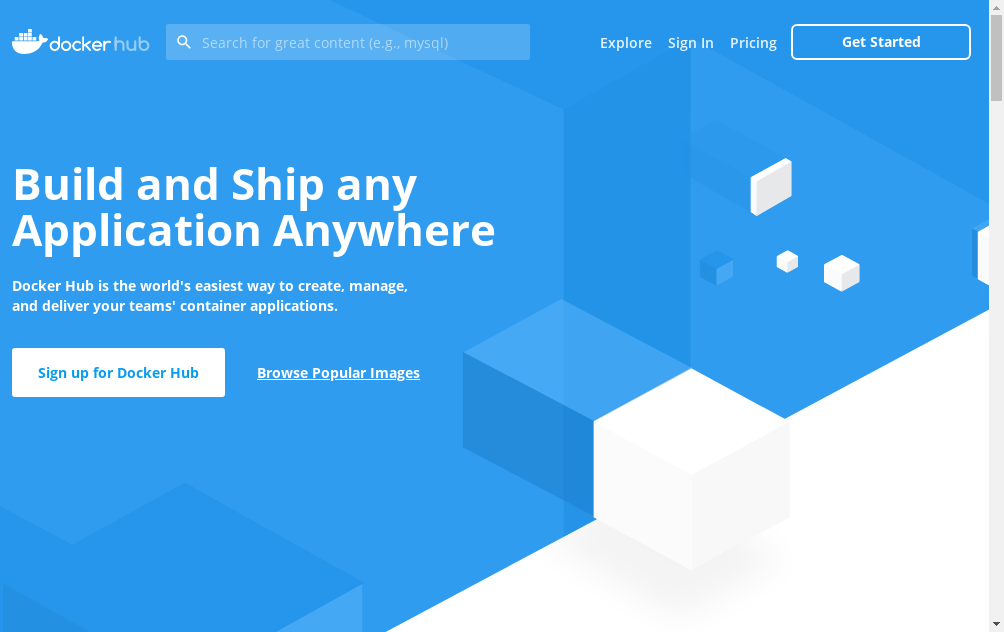 docker hub
Search for great content (e.g., mysql)
Explore
Sign In
Pricing
Get Started
Build and Ship any
Application Anywhere
Docker Hub is the world's easiest way to create, manage,
and deliver your teams' container applications.
Sign up for Docker Hub
Browse Popular Images